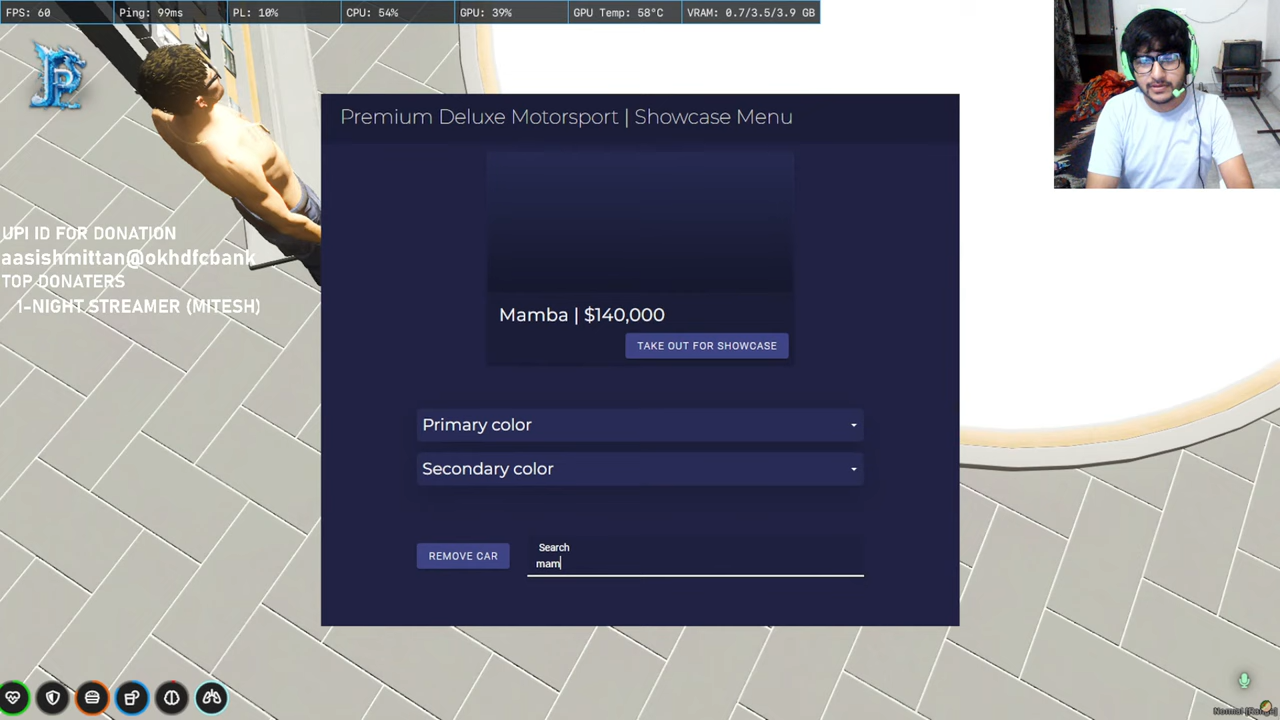 FPS: 60 Ping: 99ms PL: 10% CPU: 54% GPU: 39% GPU Temp: 58°C VRAM: 0.7/3.5/3.9 GB
Premium Deluxe Motorsport | Showcase Menu
UPI ID FOR DONATION
aasishmittan@okhdfcbank
TOP DONATERS
1-NIGHT STREAMER (MITESH)
Mamba | $140,000
TAKE OUT FOR SHOWCASE
Primary color
Secondary color
REMOVE CAR
Search
mam